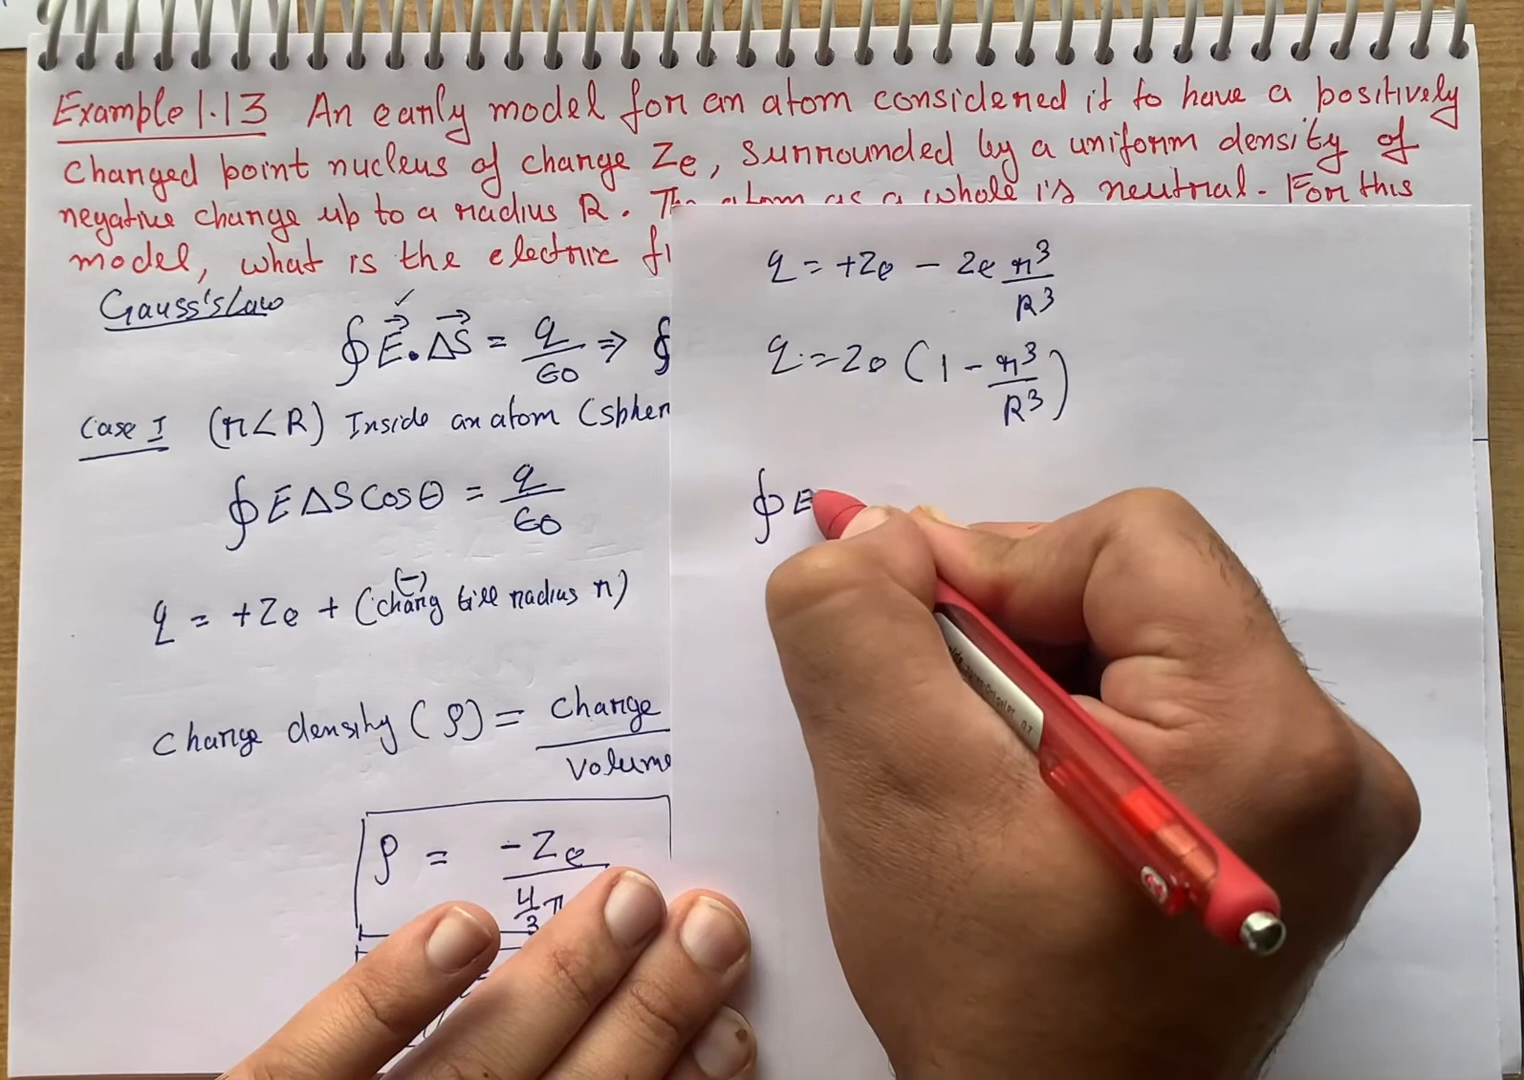 Example 1.13 An early model for an atom considered it to have a positively
charged point nucleus of charge Ze, surrounded by a uniform density of
negative charge up to a radius R. The atom as a whole is neutral. For this
model, what is the electric
Gauss's Law
✓
∮ E⃗ . ΔS⃗ = q/ϵ0 ⇒ ∮
Case I (r<R) Inside an atom (spher
∮ E ΔS Cosθ = q/ϵ0
(-)
q = +Ze + (charg till radius r)
charge density (ρ) = charge/volume
ρ = -Ze / 4/3 π
q = +Ze - Ze r³/R³
q = Ze (1 - r³/R³)
∮ E